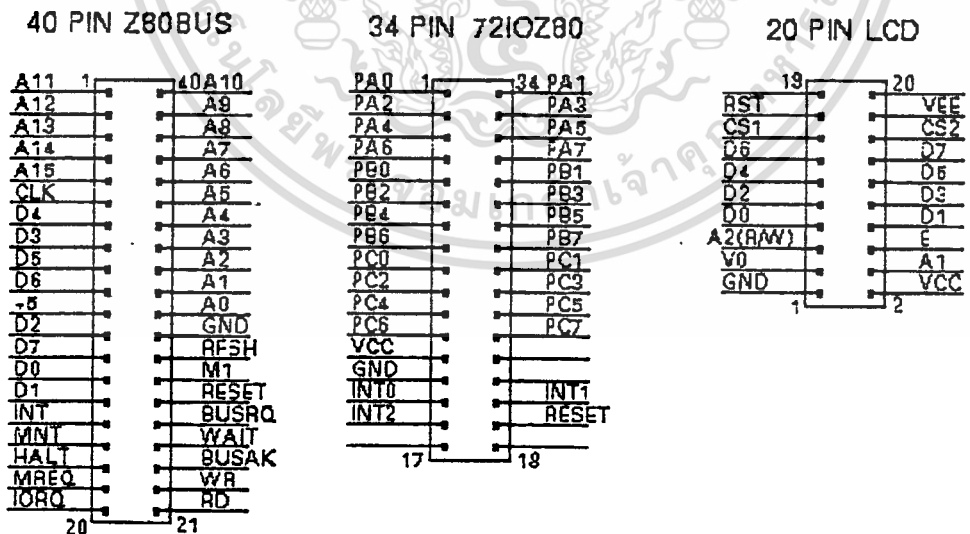 40 PIN Z80BUS
A11 1 40 A10
A12 A9
A13 A8
A14 A7
A15 A6
CLK A5
D4 A4
D3 A3
D5 A2
D6 A1
+5 A0
D2 GND
D7 RFSH
D0 M1
D1 RESET
INT BUSRQ
MNT WAIT
HALT BUSAK
MREQ WR
IORQ RD
20 21
34 PIN 72IOZ80
PA0 1 34 PA1
PA2 PA3
PA4 PA5
PA6 PA7
PB0 PB1
PB2 PB3
PB4 PB5
PB6 PB7
PC0 PC1
PC2 PC3
PC4 PC5
PC6 PC7
VCC
GND
INT0 INT1
INT2 RESET
17 18
20 PIN LCD
19 20
RST VEE
CS1 CS2
D6 D7
D4 D5
D2 D3
D0 D1
A2(R/W) E
V0 A1
GND VCC
1 2